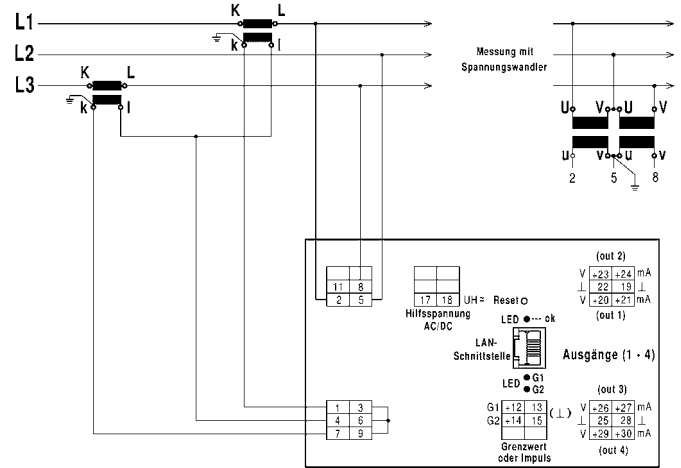 K L
L1
k l
L2
Messung mit
Spannungswandler
K L
L3
k l
U V U V
u v u v
2 5 8
(out 2)
V +23 +24 mA
⊥ 22 19 ⊥
V +20 +21 mA
(out 1)
11 8
2 5
17 18 UH ≂
Hilfsspannung
AC/DC
Reset
LED --- ok
LAN-
Schnittstelle
Ausgänge (1 - 4)
LED G1
G2
1 3
4 6
7 9
G1 +12 13 (⊥)
G2 +14 15
Grenzwert
oder Impuls
(out 3)
V +26 +27 mA
⊥ 25 28 ⊥
V +29 +30 mA
(out 4)